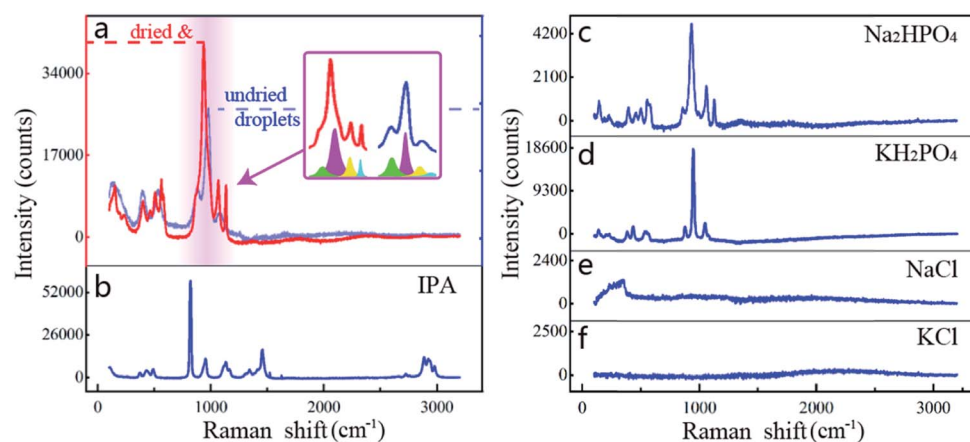 a
dried &
undried
droplets
34000
17000
0
b
IPA
52000
26000
0
Intensity (counts)
0
1000
2000
3000
Raman shift(cm⁻¹)
c
Na₂HPO₄
4200
2100
0
d
KH₂PO₄
18600
9300
0
e
NaCl
2400
0
f
KCl
2500
0
Intensity (counts)
0
1000
2000
3000
Raman shift(cm⁻¹)